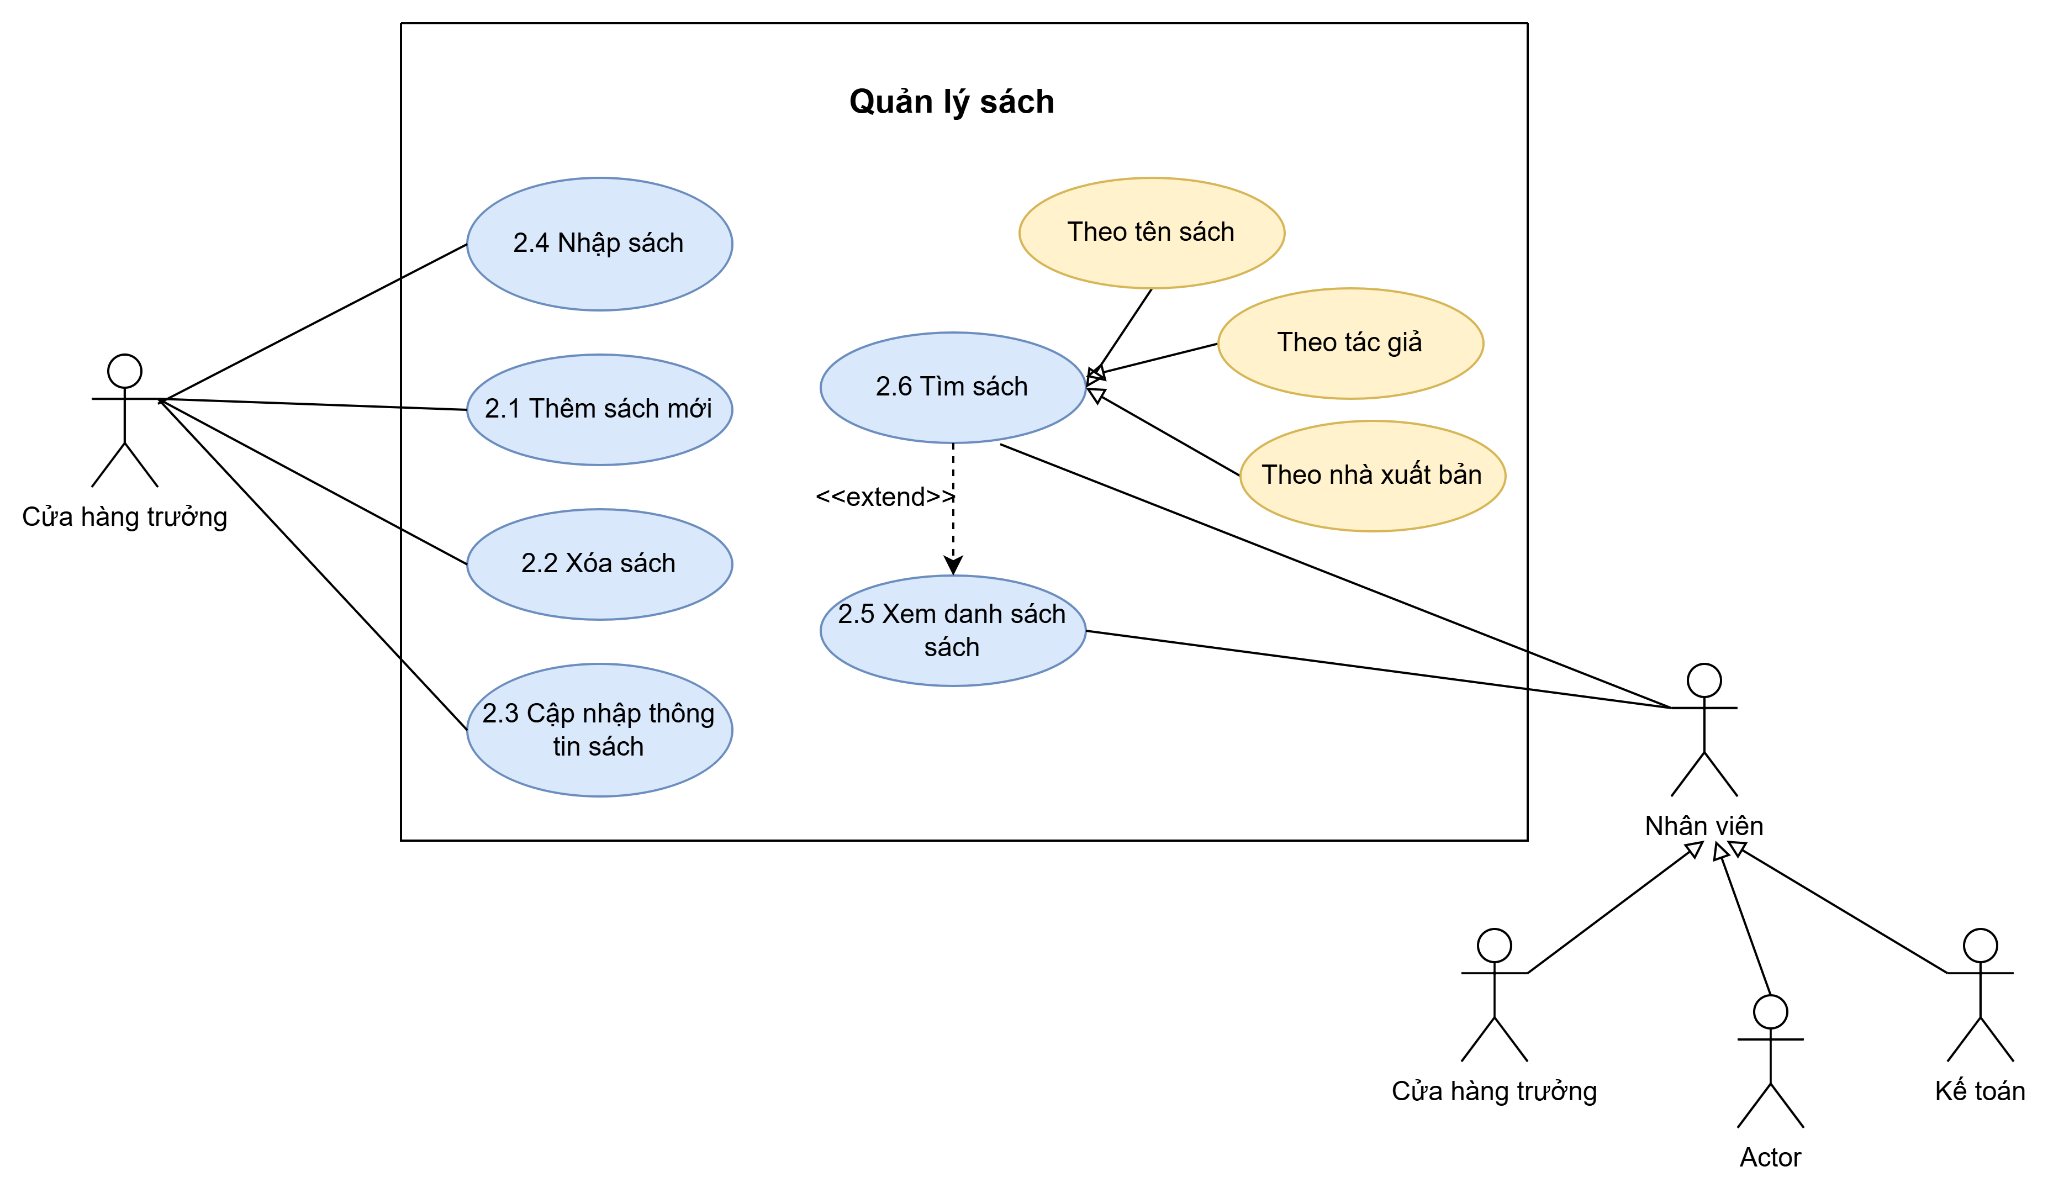 Quản lý sách
2.4 Nhập sách
Theo tên sách
Theo tác giả
2.6 Tìm sách
2.1 Thêm sách mới
Theo nhà xuất bản
<<extend>>
Cửa hàng trưởng
2.2 Xóa sách
2.5 Xem danh sách
sách
2.3 Cập nhập thông
tin sách
Nhân viên
Cửa hàng trưởng
Kế toán
Actor